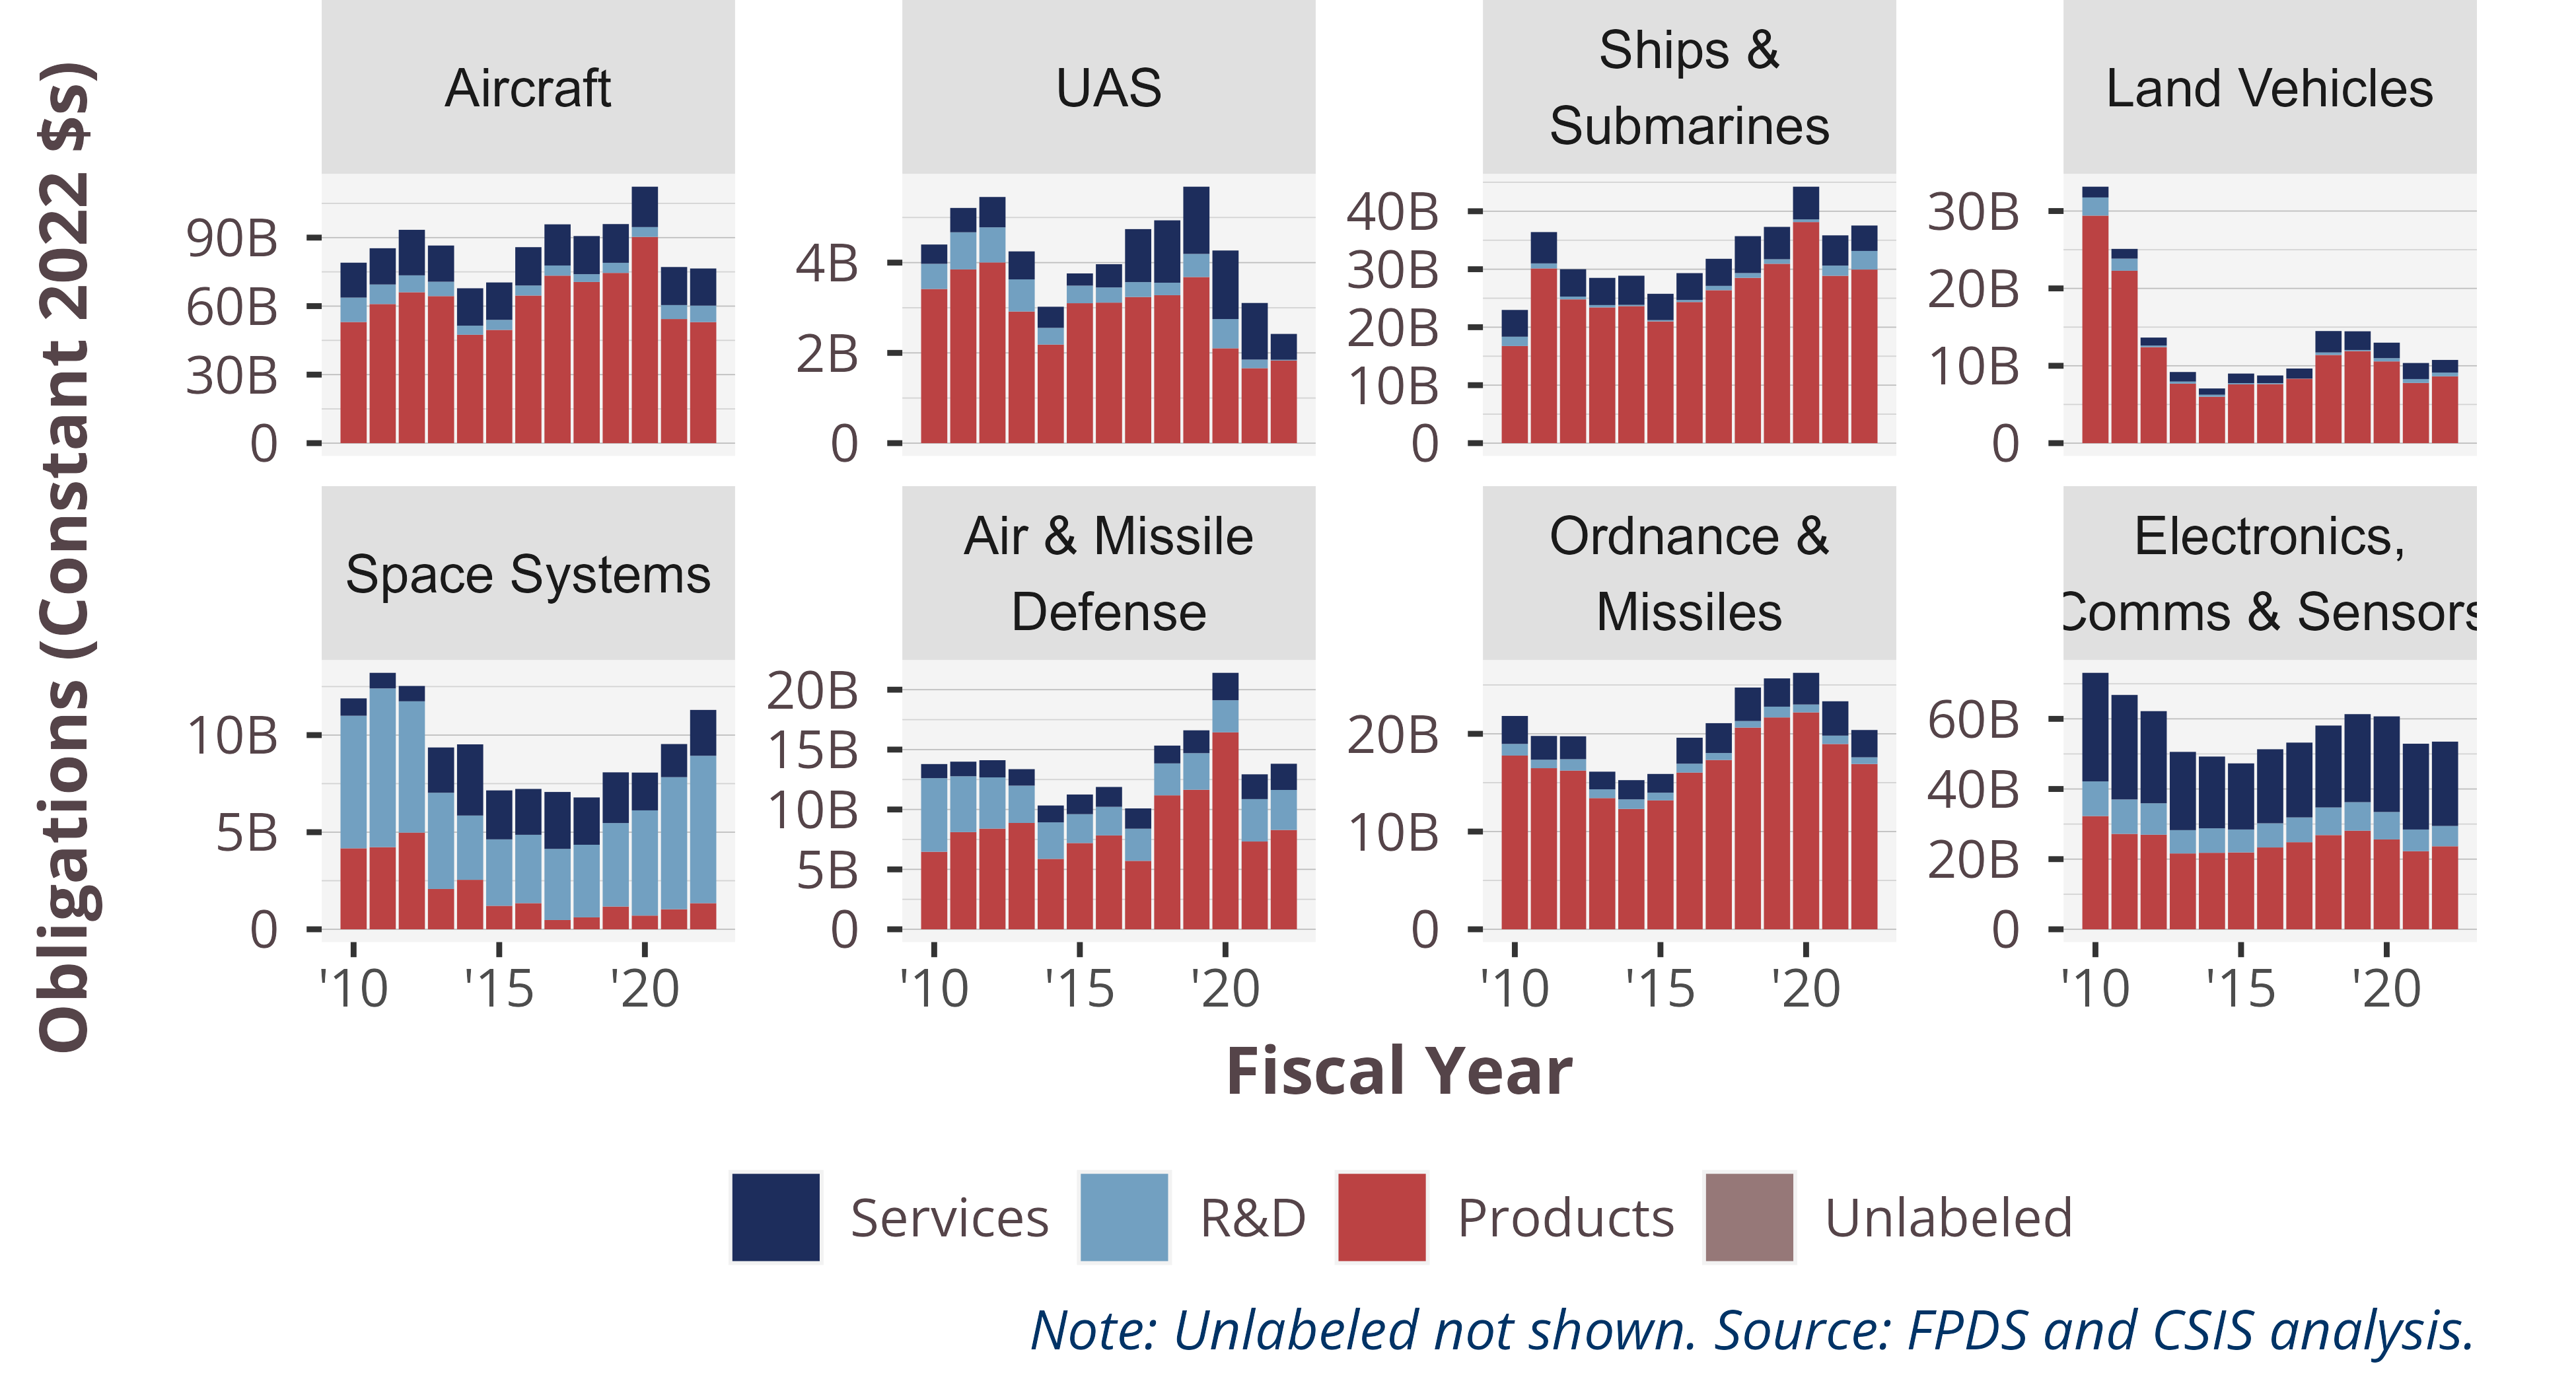 Obligations (Constant 2022 $s)
Aircraft
UAS
Ships &
Submarines
Land Vehicles
90B
60B
30B
0
4B
2B
0
40B
30B
20B
10B
0
30B
20B
10B
0
Space Systems
Air & Missile
Defense
Ordnance &
Missiles
Electronics,
Comms & Sensors
10B
5B
0
20B
15B
10B
5B
0
20B
10B
0
60B
40B
20B
0
'10 '15 '20
'10 '15 '20
'10 '15 '20
'10 '15 '20
Fiscal Year
Services R&D Products Unlabeled
Note: Unlabeled not shown. Source: FPDS and CSIS analysis.